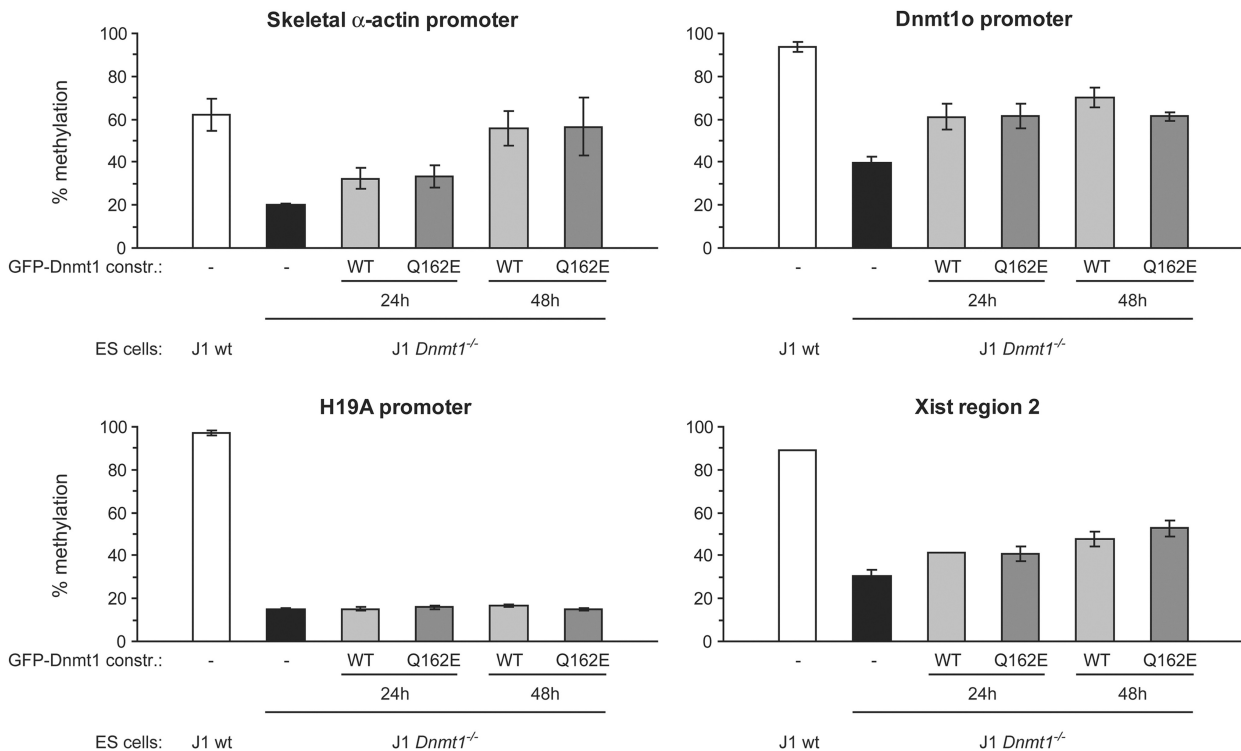 Skeletal α-actin promoter
% methylation
100
80
60
40
20
0
GFP-Dnmt1 constr.: - - WT Q162E WT Q162E
24h 48h
ES cells: J1 wt J1 Dnmt1-/-
Dnmt1o promoter
100
80
60
40
20
0
- - WT Q162E WT Q162E
24h 48h
J1 wt J1 Dnmt1-/-
H19A promoter
% methylation
100
80
60
40
20
0
GFP-Dnmt1 constr.: - - WT Q162E WT Q162E
24h 48h
ES cells: J1 wt J1 Dnmt1-/-
Xist region 2
100
80
60
40
20
0
- - WT Q162E WT Q162E
24h 48h
J1 wt J1 Dnmt1-/-